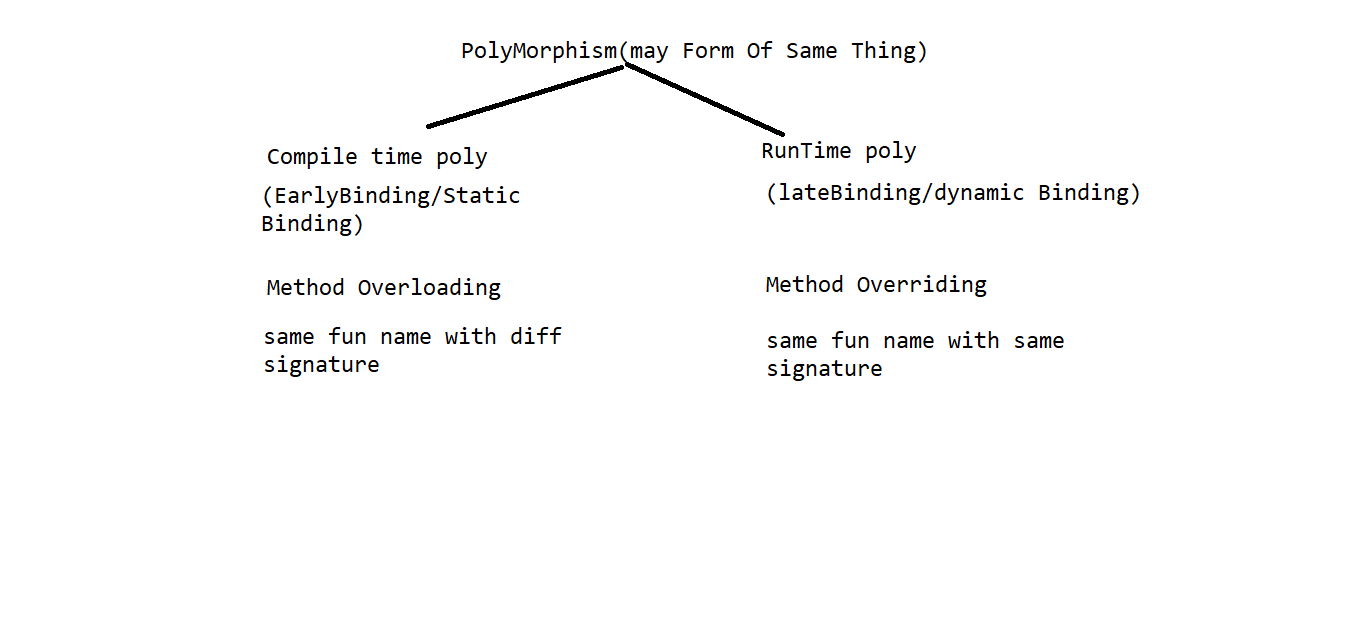 PolyMorphism(may Form Of Same Thing)
Compile time poly
(EarlyBinding/Static
Binding)
Method Overloading
same fun name with diff
signature
RunTime poly
(lateBinding/dynamic Binding)
Method Overriding
same fun name with same
signature